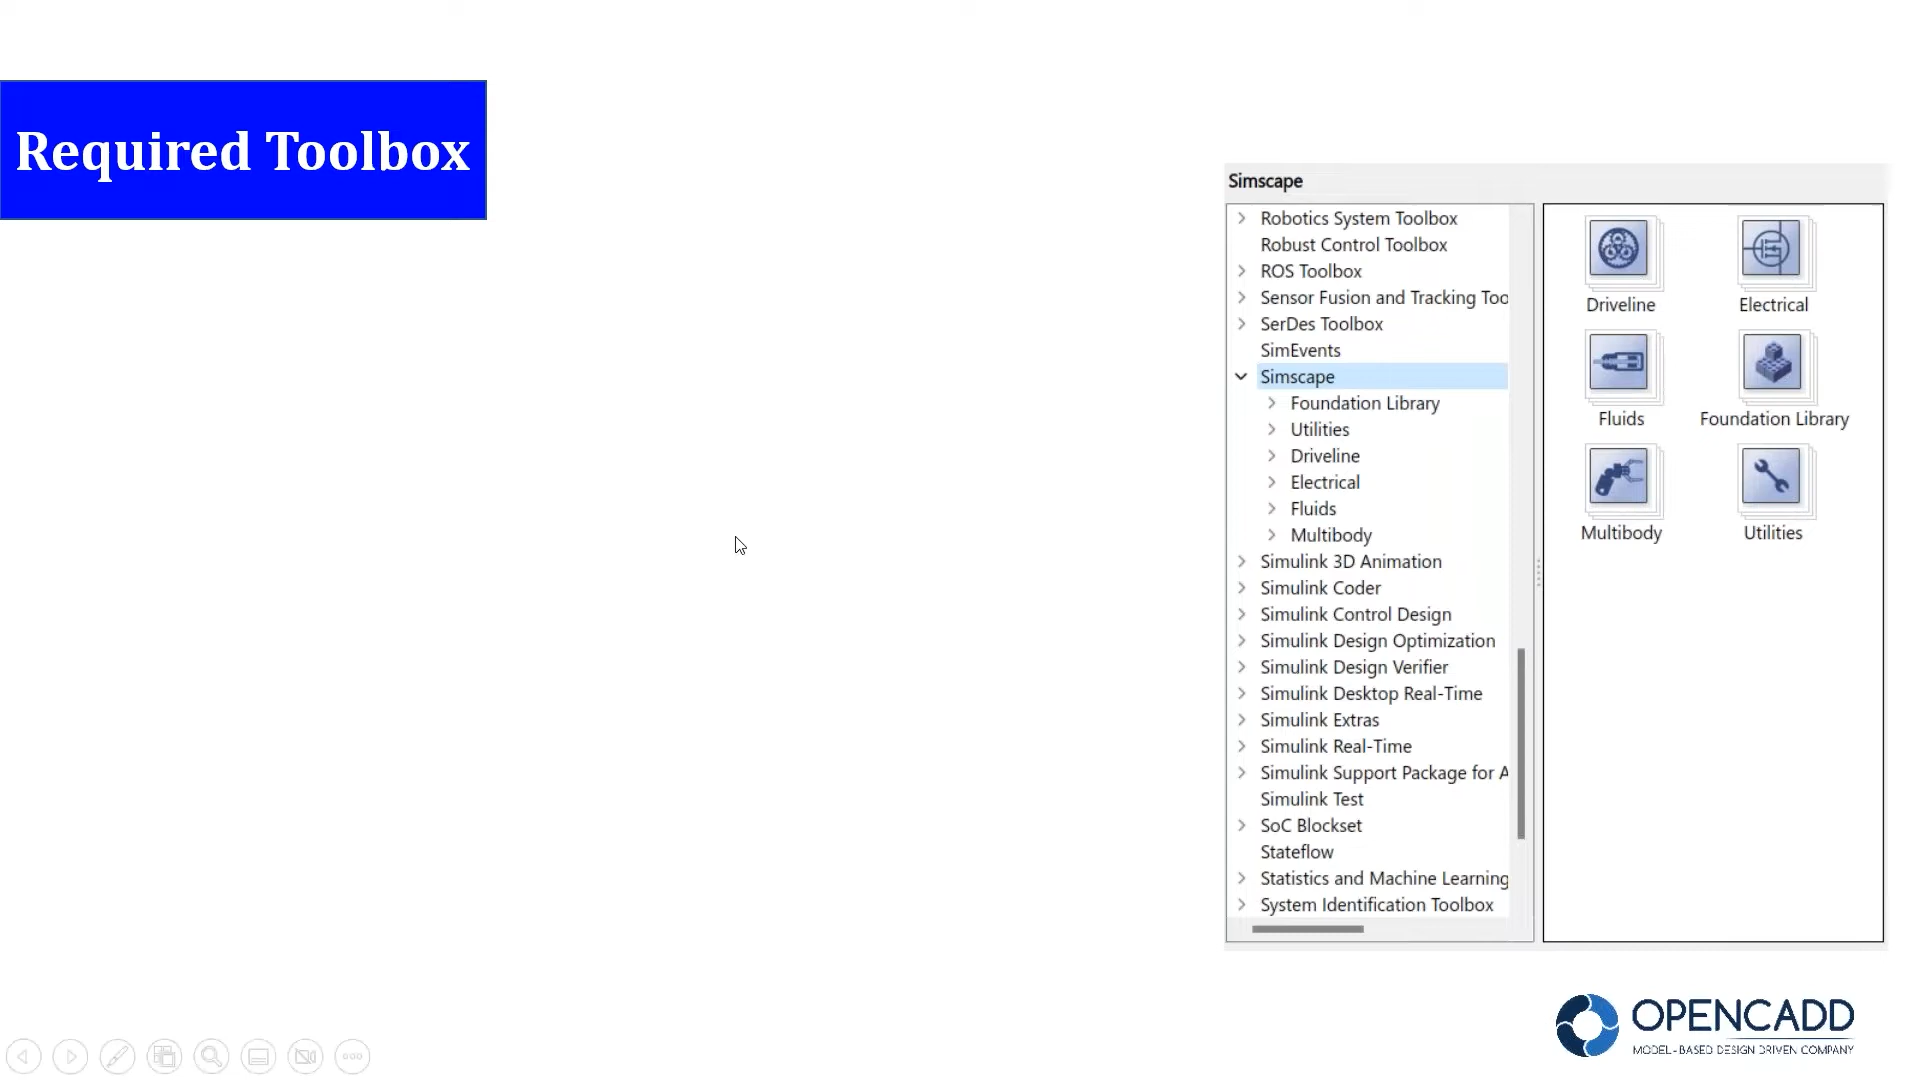 Required Toolbox
Simscape
Robotics System Toolbox
Robust Control Toolbox
ROS Toolbox
Sensor Fusion and Tracking Too
SerDes Toolbox
SimEvents
Simscape
Foundation Library
Utilities
Driveline
Electrical
Fluids
Multibody
Simulink 3D Animation
Simulink Coder
Simulink Control Design
Simulink Design Optimization
Simulink Design Verifier
Simulink Desktop Real-Time
Simulink Extras
Simulink Real-Time
Simulink Support Package for A
Simulink Test
SoC Blockset
Stateflow
Statistics and Machine Learning
System Identification Toolbox
Driveline Electrical
Fluids Foundation Library
Multibody Utilities
OPENCADD
MODEL-BASED DESIGN DRIVEN COMPANY